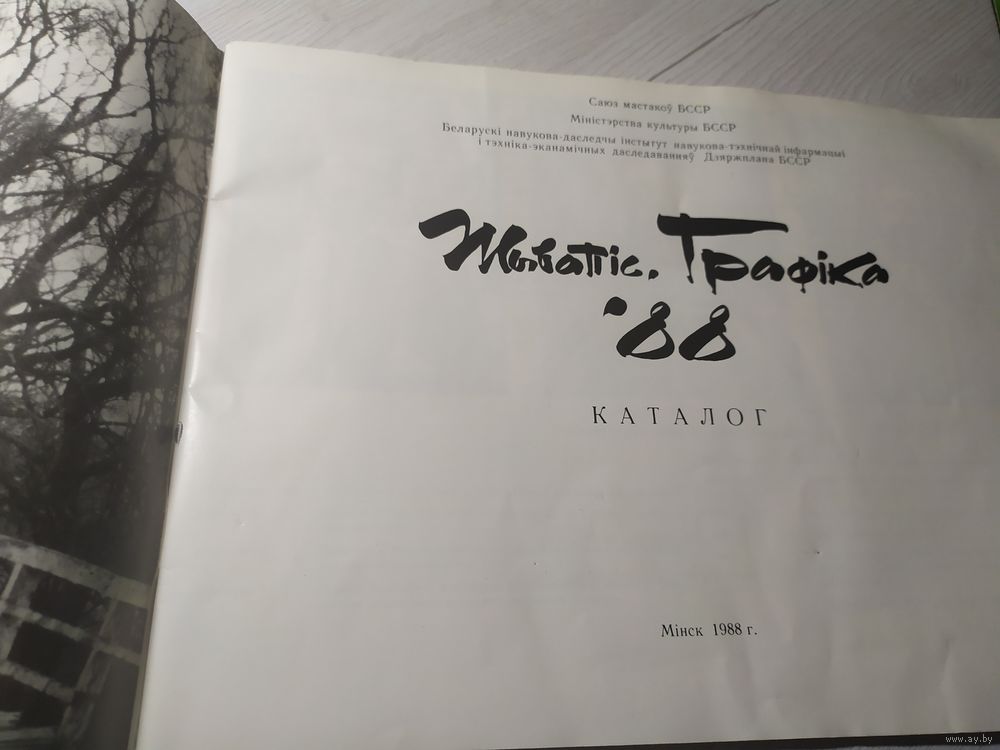 Саюз мастакоў БССР
Міністэрства культуры БССР
Беларускі навукова-даследчы інстытут навукова-тэхнічнай інфармацыі
і тэхніка-эканамічных даследаванняў Дзяржплана БССР
Жывапіс. Графіка
'88
КАТАЛОГ
Мінск 1988 г.
www.ay.by